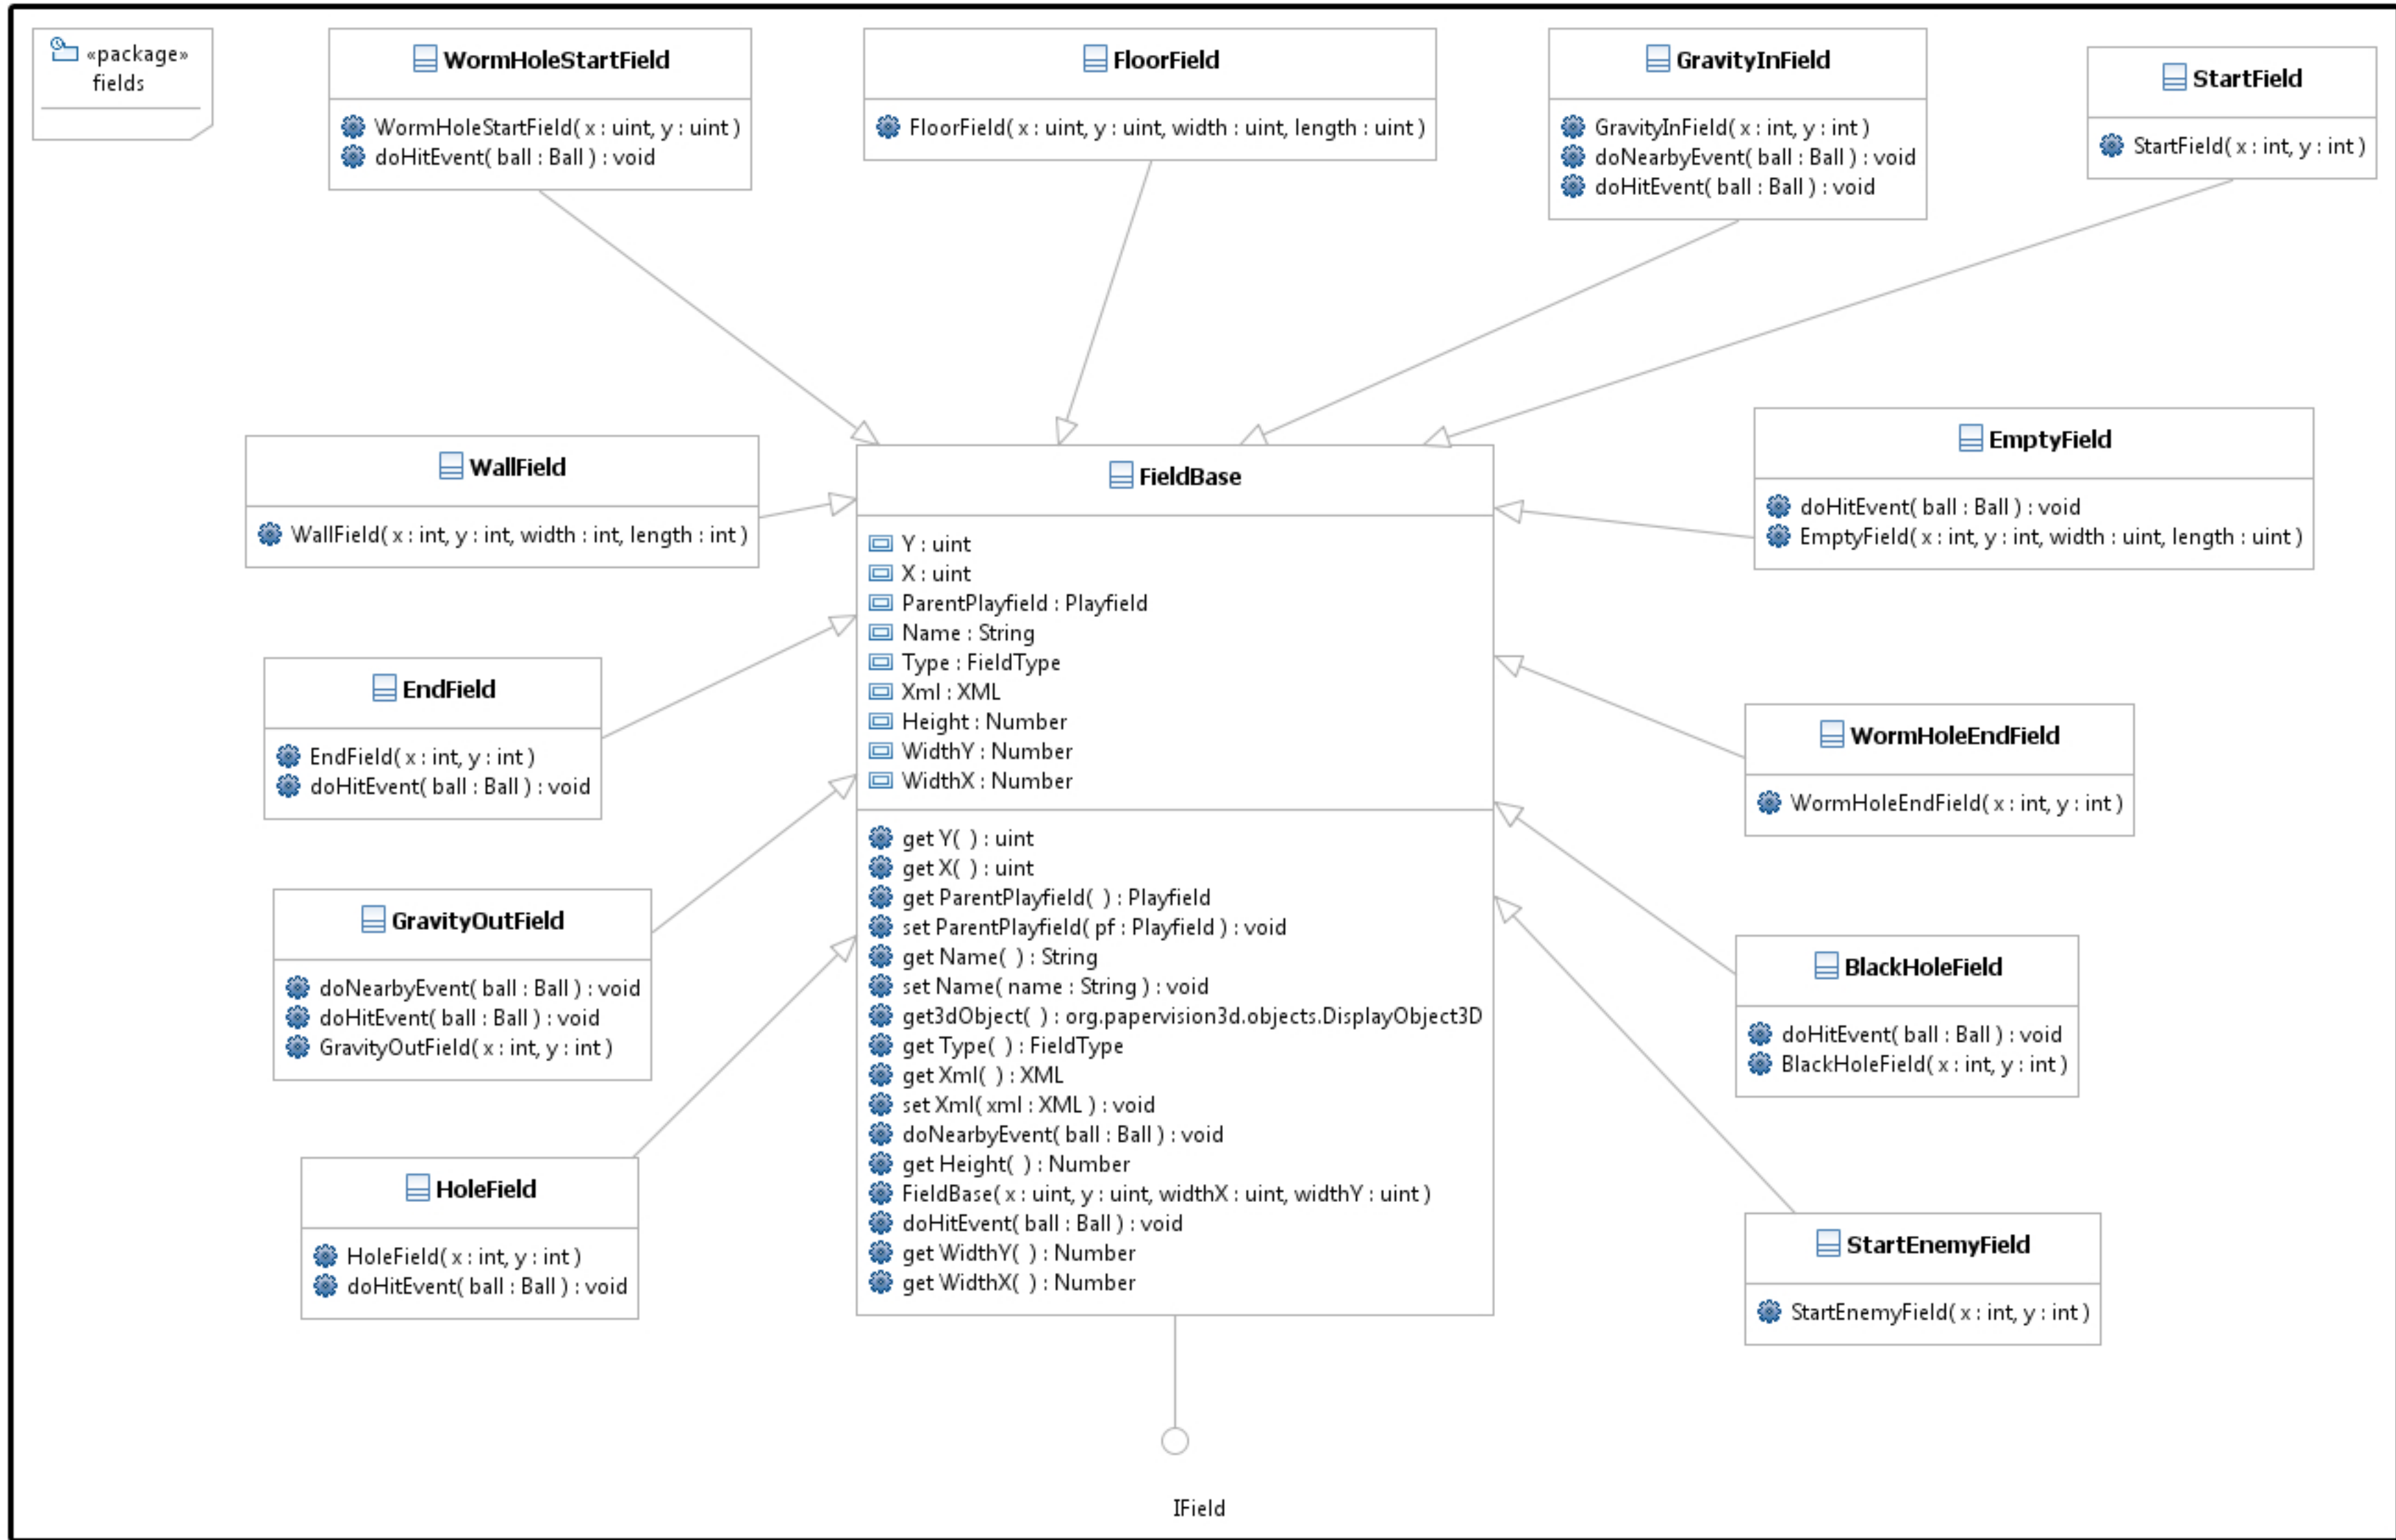 «package»
fields
WormHoleStartField
WormHoleStartField( x : uint, y : uint )
doHitEvent( ball : Ball ) : void
FloorField
FloorField( x : uint, y : uint, width : uint, length : uint )
GravityInField
GravityInField( x : int, y : int )
doNearbyEvent( ball : Ball ) : void
doHitEvent( ball : Ball ) : void
StartField
StartField( x : int, y : int )
WallField
WallField( x : int, y : int, width : int, length : int )
FieldBase
Y : uint
X : uint
ParentPlayfield : Playfield
Name : String
Type : FieldType
Xml : XML
Height : Number
WidthY : Number
WidthX : Number
get Y( ) : uint
get X( ) : uint
get ParentPlayfield( ) : Playfield
set ParentPlayfield( pf : Playfield ) : void
get Name( ) : String
set Name( name : String ) : void
get3dObject( ) : org.papervision3d.objects.DisplayObject3D
get Type( ) : FieldType
get Xml( ) : XML
set Xml( xml : XML ) : void
doNearbyEvent( ball : Ball ) : void
get Height( ) : Number
FieldBase( x : uint, y : uint, widthX : uint, widthY : uint )
doHitEvent( ball : Ball ) : void
get WidthY( ) : Number
get WidthX( ) : Number
EmptyField
doHitEvent( ball : Ball ) : void
EmptyField( x : int, y : int, width : uint, length : uint )
EndField
EndField( x : int, y : int )
doHitEvent( ball : Ball ) : void
WormHoleEndField
WormHoleEndField( x : int, y : int )
GravityOutField
doNearbyEvent( ball : Ball ) : void
doHitEvent( ball : Ball ) : void
GravityOutField( x : int, y : int )
BlackHoleField
doHitEvent( ball : Ball ) : void
BlackHoleField( x : int, y : int )
HoleField
HoleField( x : int, y : int )
doHitEvent( ball : Ball ) : void
StartEnemyField
StartEnemyField( x : int, y : int )
IField